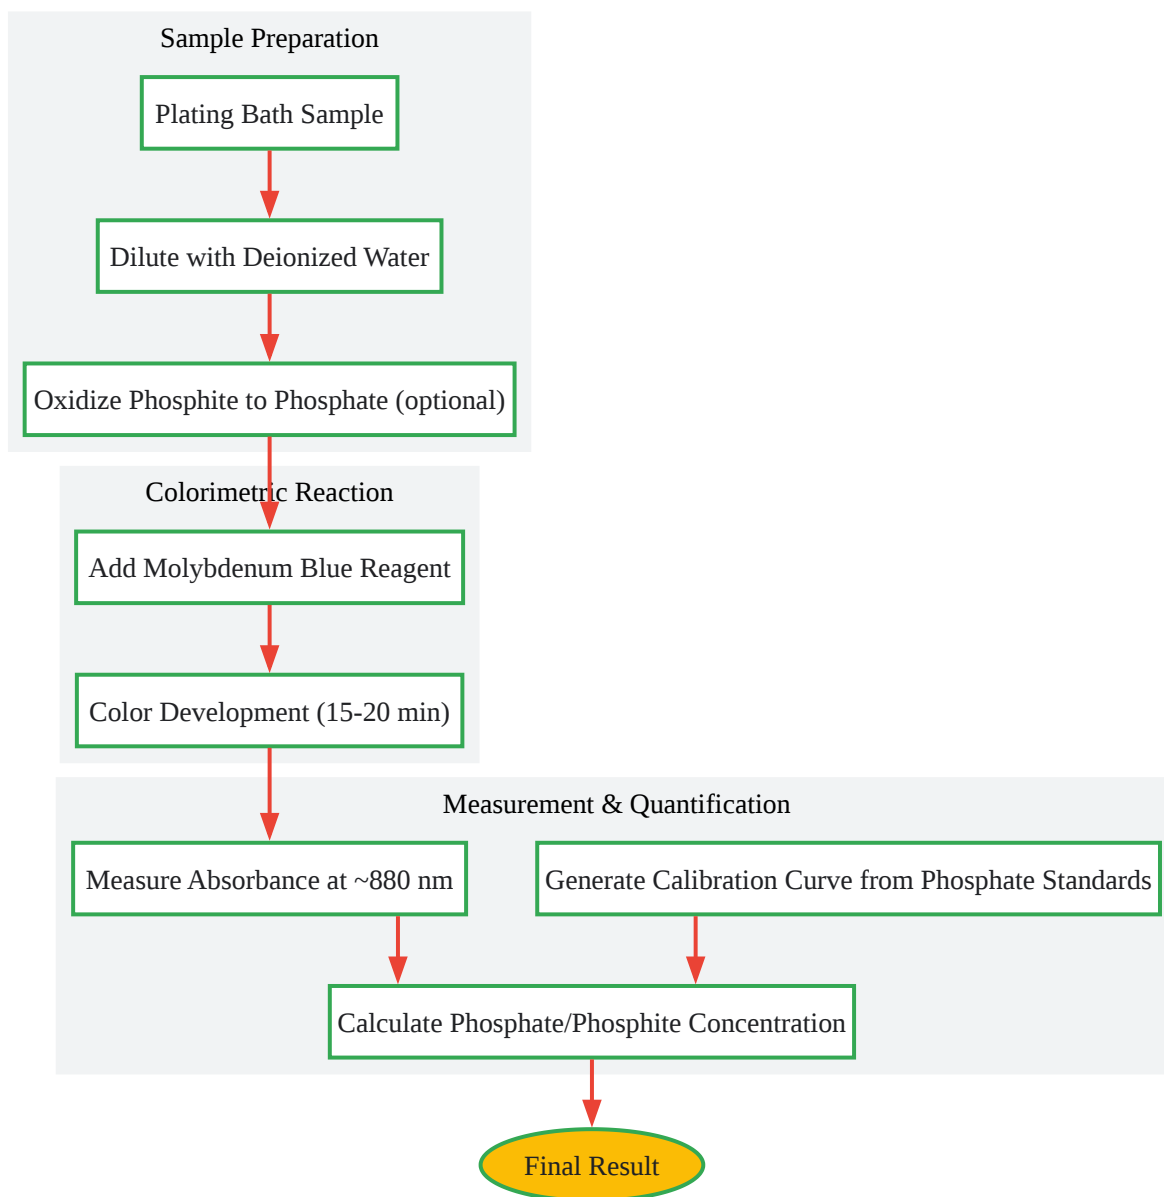 Sample Preparation
Plating Bath Sample
Dilute with Deionized Water
Oxidize Phosphite to Phosphate (optional)
Colorimetric Reaction
Add Molybdenum Blue Reagent
Color Development (15-20 min)
Measurement & Quantification
Measure Absorbance at ~880 nm
Generate Calibration Curve from Phosphate Standards
Calculate Phosphate/Phosphite Concentration
Final Result